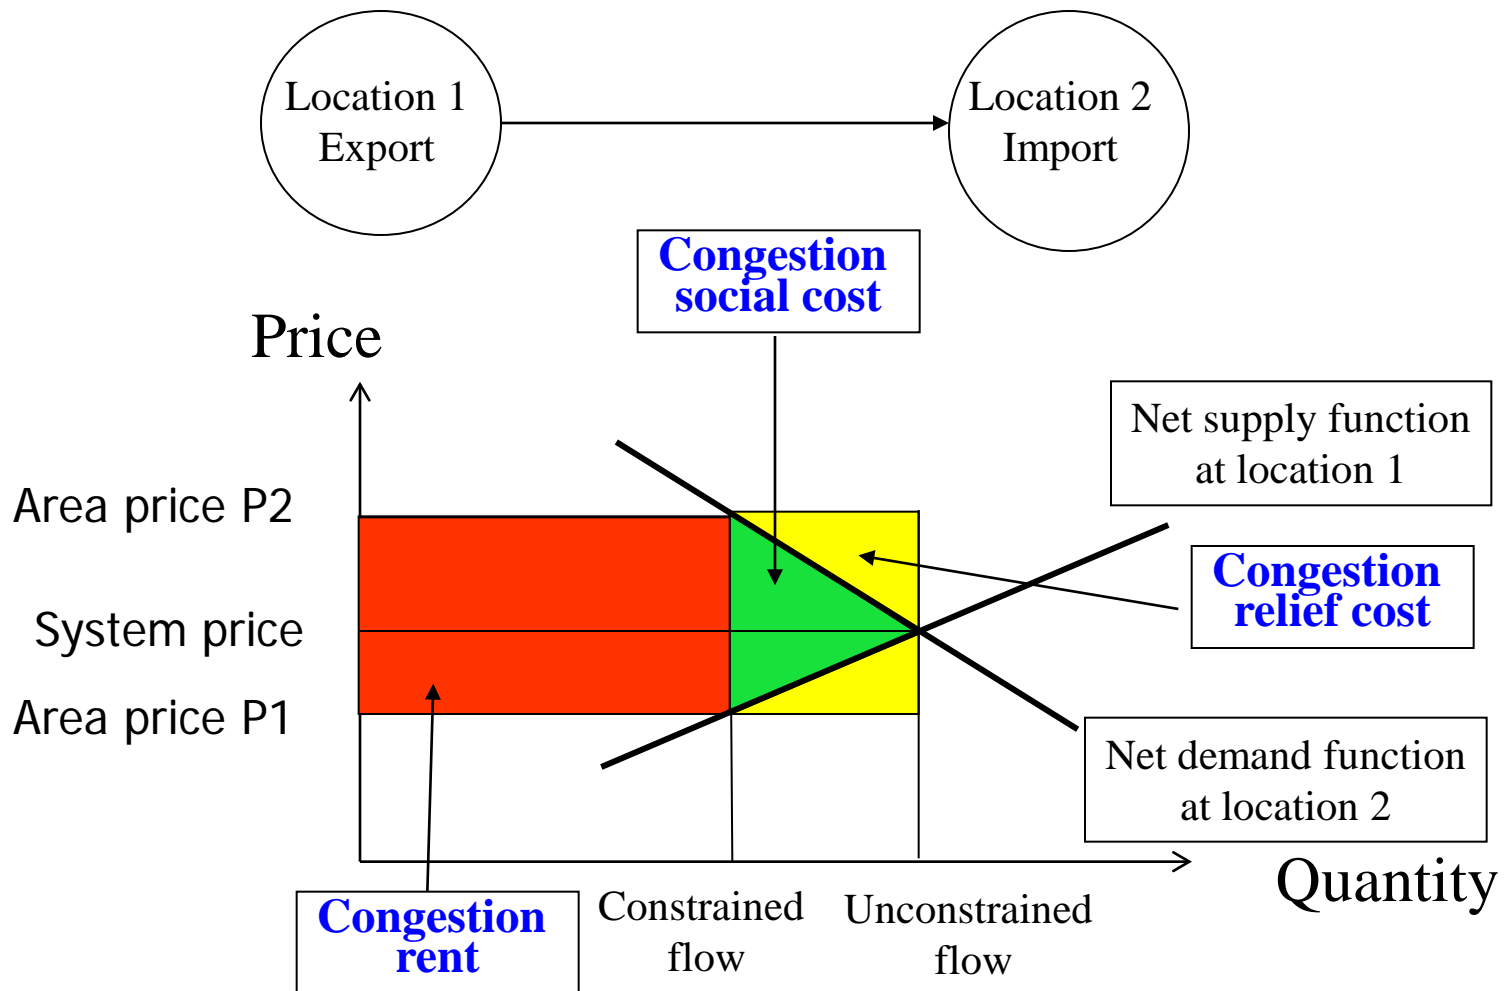 Location 1
Export
Location 2
Import
Congestion
social cost
Price
Net supply function
at location 1
Area price P2
Congestion
relief cost
System price
Area price P1
Net demand function
at location 2
Quantity
Constrained
flow
Unconstrained
flow
Congestion
rent